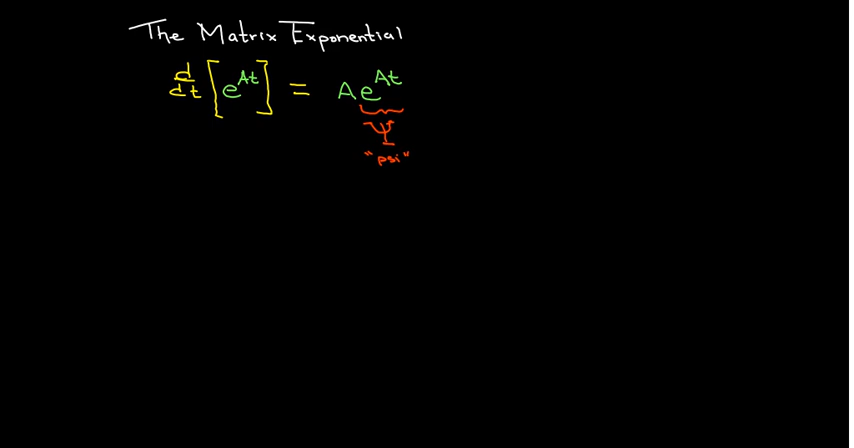 The Matrix Exponential
d/dt [e^{At}] = Ae^{At}
Ψ
"psi"